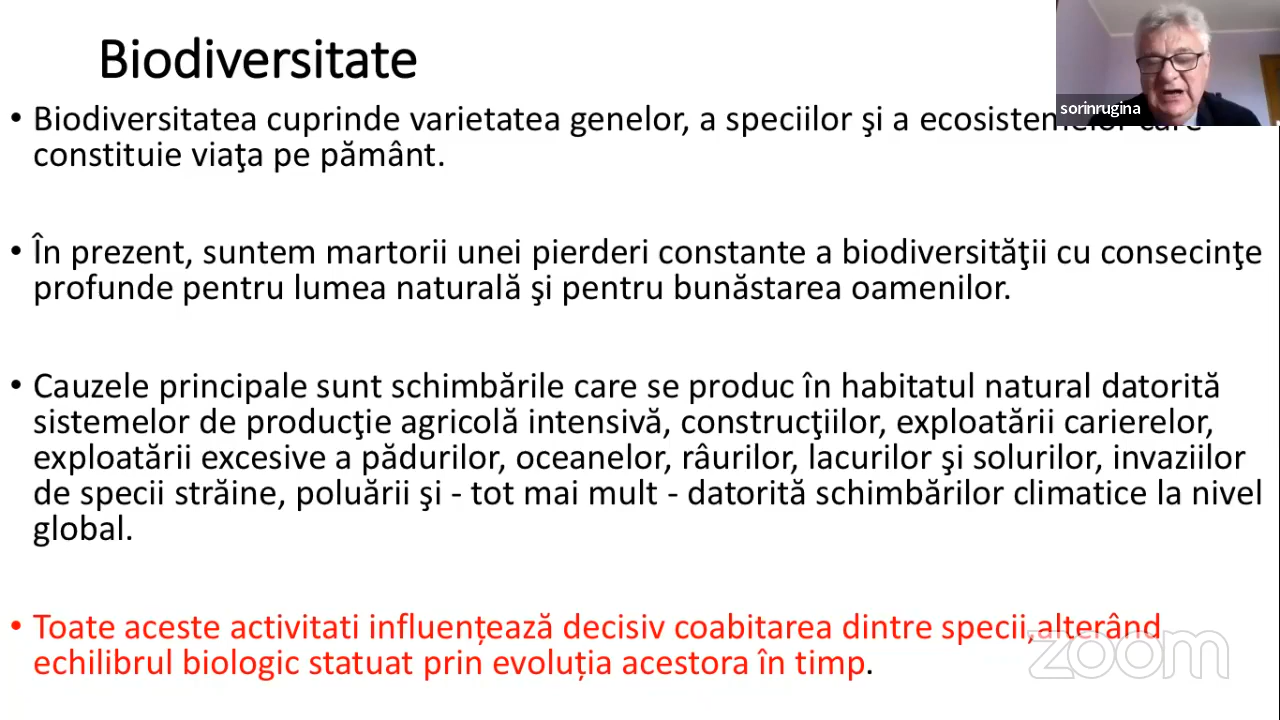 Biodiversitate
sorinrugina
• Biodiversitatea cuprinde varietatea genelor, a speciilor şi a ecosistemelor care
constituie viaţa pe pământ.
• În prezent, suntem martorii unei pierderi constante a biodiversităţii cu consecinţe
profunde pentru lumea naturală şi pentru bunăstarea oamenilor.
• Cauzele principale sunt schimbările care se produc în habitatul natural datorită
sistemelor de producţie agricolă intensivă, construcţiilor, exploatării carierelor,
exploatării excesive a pădurilor, oceanelor, râurilor, lacurilor şi solurilor, invaziilor
de specii străine, poluării şi - tot mai mult - datorită schimbărilor climatice la nivel
global.
• Toate aceste activitati influențează decisiv coabitarea dintre specii,alterând
echilibrul biologic statuat prin evoluția acestora în timp.
zoom